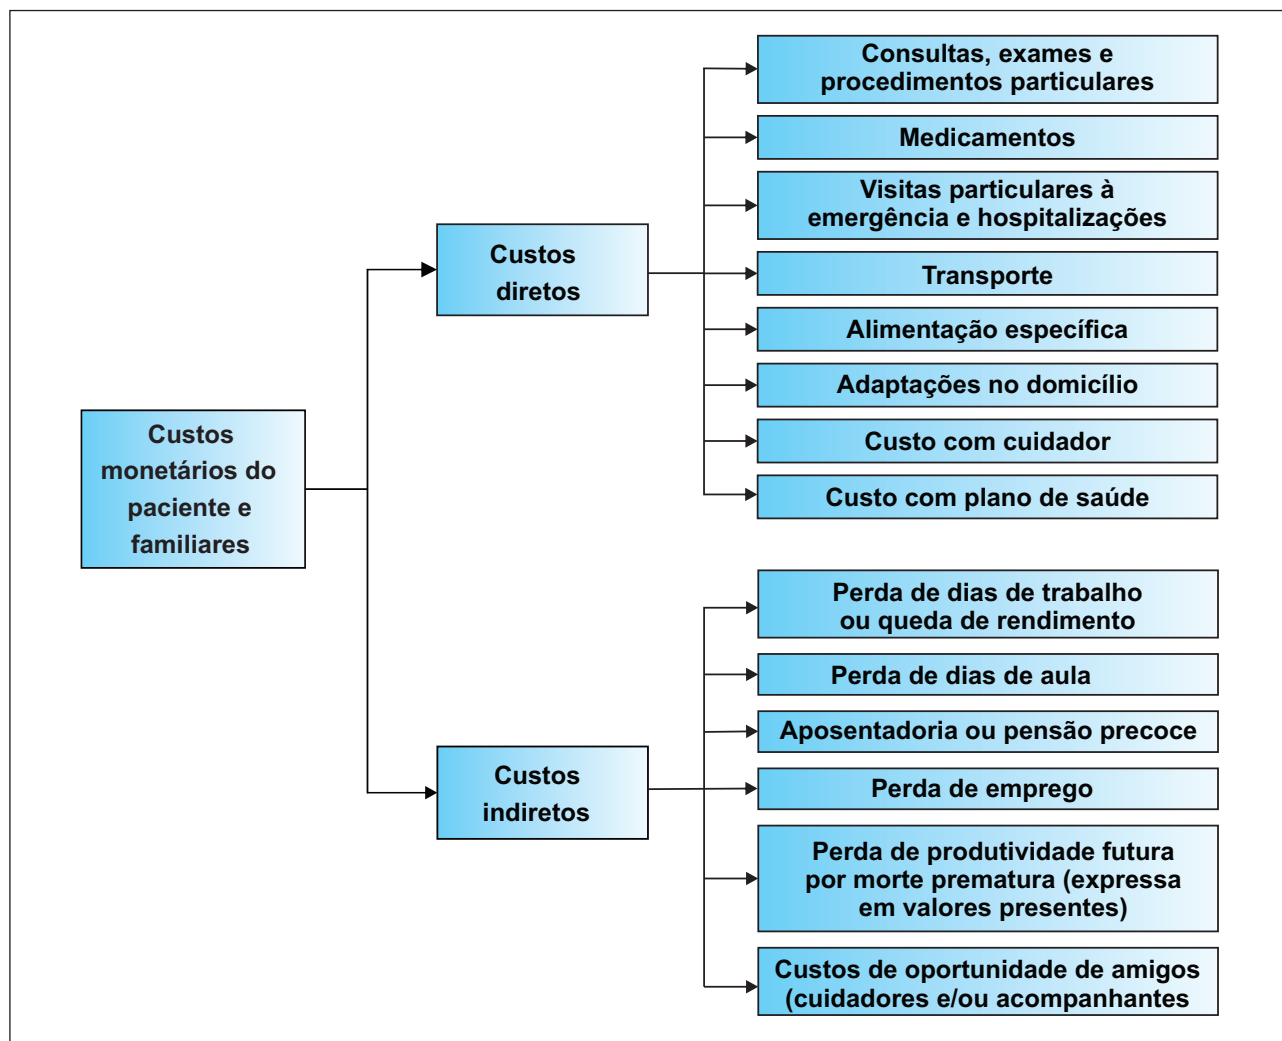 Custos
monetários do
paciente e
familiares
Custos
diretos
Consultas, exames e
procedimentos particulares
Medicamentos
Visitas particulares à
emergência e hospitalizações
Transporte
Alimentação específica
Adaptações no domicílio
Custo com cuidador
Custo com plano de saúde
Custos
indiretos
Perda de dias de trabalho
ou queda de rendimento
Perda de dias de aula
Aposentadoria ou pensão precoce
Perda de emprego
Perda de produtividade futura
por morte prematura (expressa
em valores presentes)
Custos de oportunidade de amigos
(cuidadores e/ou acompanhantes